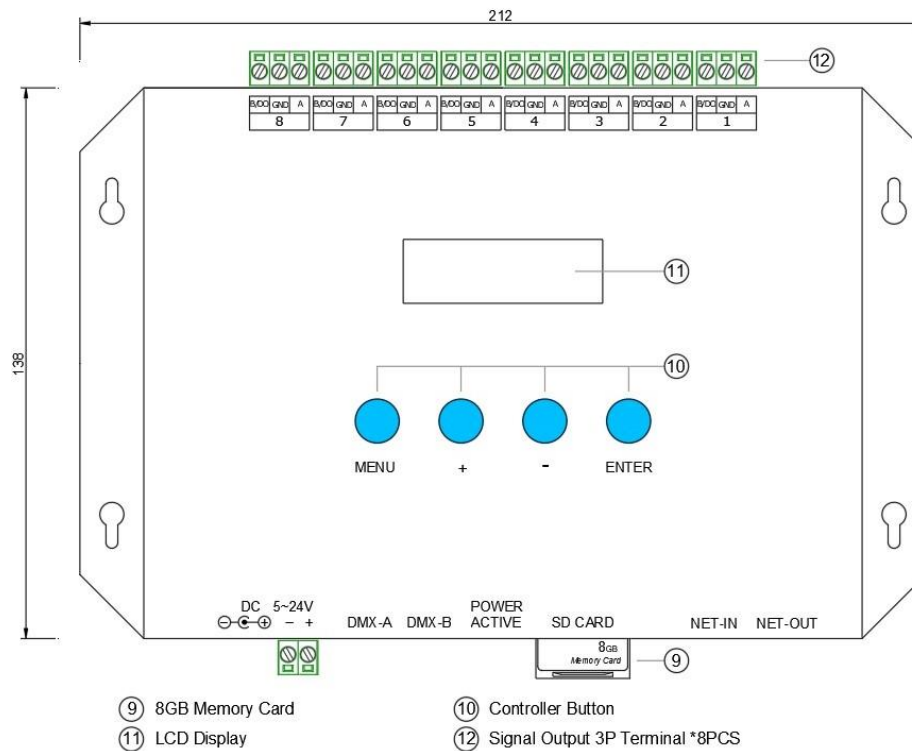 212
12
B/DO GND A B/DO GND A B/DO GND A B/DO GND A B/DO GND A B/DO GND A B/DO GND A B/DO GND A
8 7 6 5 4 3 2 1
11
138
10
MENU + - ENTER
DC 5~24V
- + DMX-A DMX-B POWER ACTIVE SD CARD NET-IN NET-OUT
8GB
Memory Card
9
9 8GB Memory Card
10 Controller Button
11 LCD Display
12 Signal Output 3P Terminal *8PCS